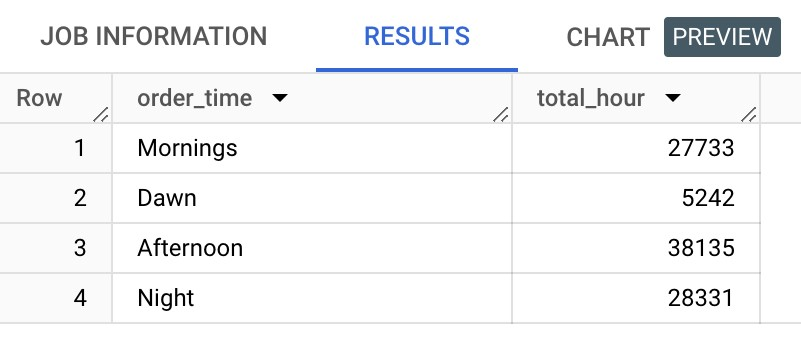 JOB INFORMATION RESULTS CHART PREVIEW
Row order_time total_hour
1 Mornings 27733
2 Dawn 5242
3 Afternoon 38135
4 Night 28331